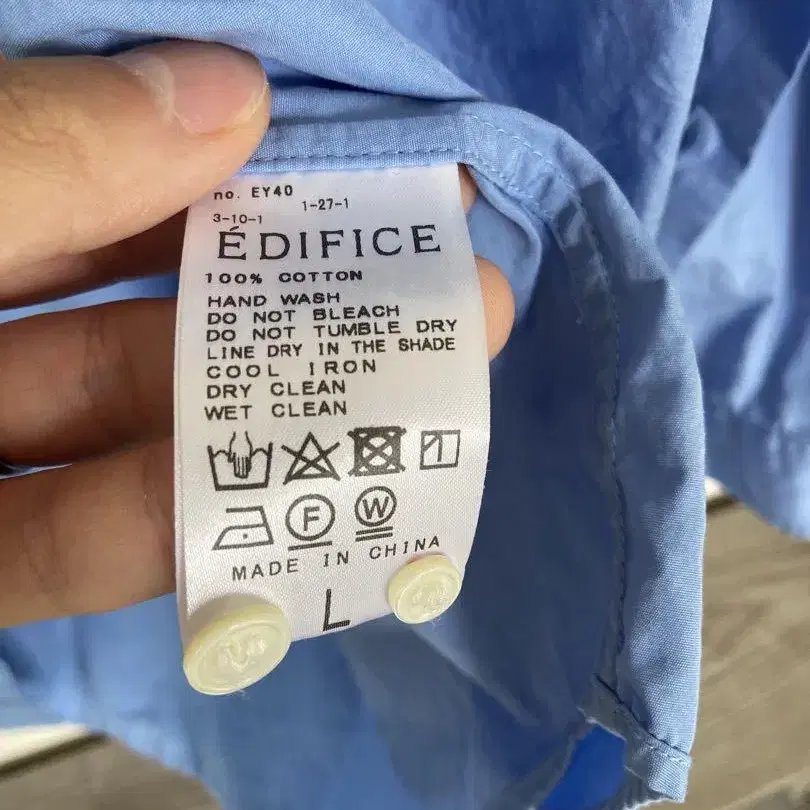 no. EY40
3-10-1 1-27-1
ÉDIFICE
100% COTTON
HAND WASH
DO NOT BLEACH
DO NOT TUMBLE DRY
LINE DRY IN THE SHADE
COOL IRON
DRY CLEAN
WET CLEAN
F W
MADE IN CHINA
L